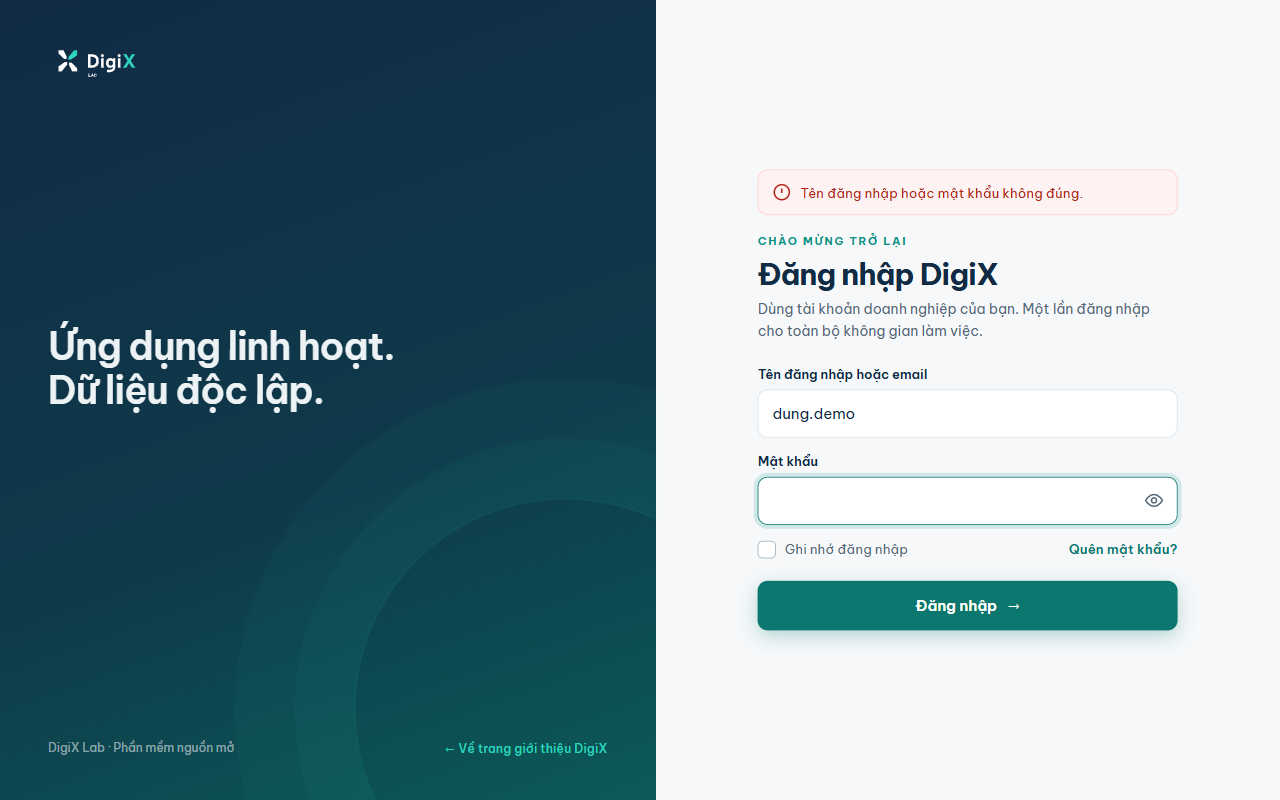 DigiX
LAB
Ứng dụng linh hoạt.
Dữ liệu độc lập.
DigiX Lab · Phần mềm nguồn mở
← Về trang giới thiệu DigiX
Tên đăng nhập hoặc mật khẩu không đúng.
CHÀO MỪNG TRỞ LẠI
Đăng nhập DigiX
Dùng tài khoản doanh nghiệp của bạn. Một lần đăng nhập
cho toàn bộ không gian làm việc.
Tên đăng nhập hoặc email
dung.demo
Mật khẩu
Ghi nhớ đăng nhập
Quên mật khẩu?
Đăng nhập →